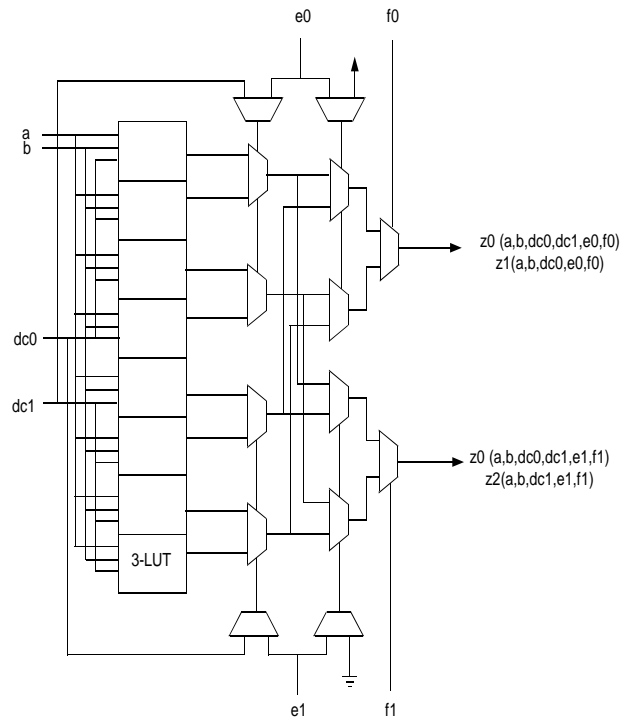 e0
f0
a
b
z0 (a,b,dc0,dc1,e0,f0)
z1(a,b,dc0,e0,f0)
dc0
dc1
z0 (a,b,dc0,dc1,e1,f1)
z2(a,b,dc1,e1,f1)
3-LUT
e1
f1